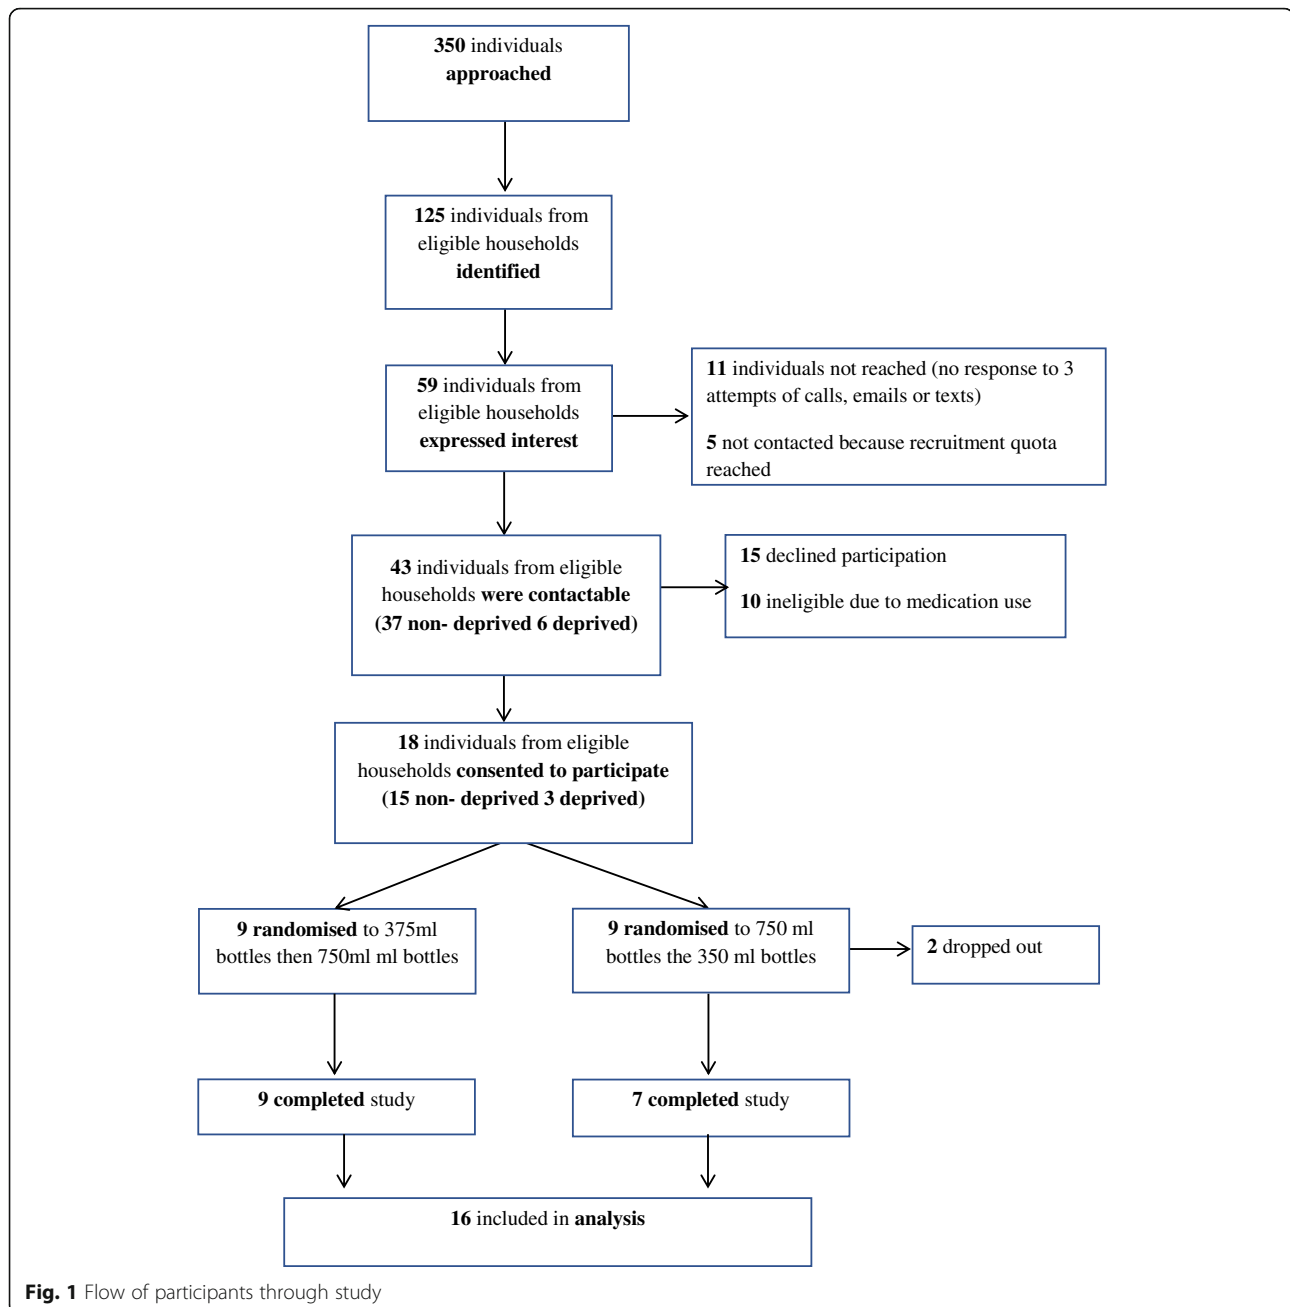 350 individuals
approached
125 individuals from
eligible households
identified
59 individuals from
eligible households
expressed interest
11 individuals not reached (no response to 3
attempts of calls, emails or texts)
5 not contacted because recruitment quota
reached
43 individuals from eligible
households were contactable
(37 non- deprived 6 deprived)
15 declined participation
10 ineligible due to medication use
18 individuals from eligible
households consented to participate
(15 non- deprived 3 deprived)
9 randomised to 375ml
bottles then 750ml ml bottles
9 randomised to 750 ml
bottles the 350 ml bottles
2 dropped out
9 completed study
7 completed study
16 included in analysis
Fig. 1 Flow of participants through study